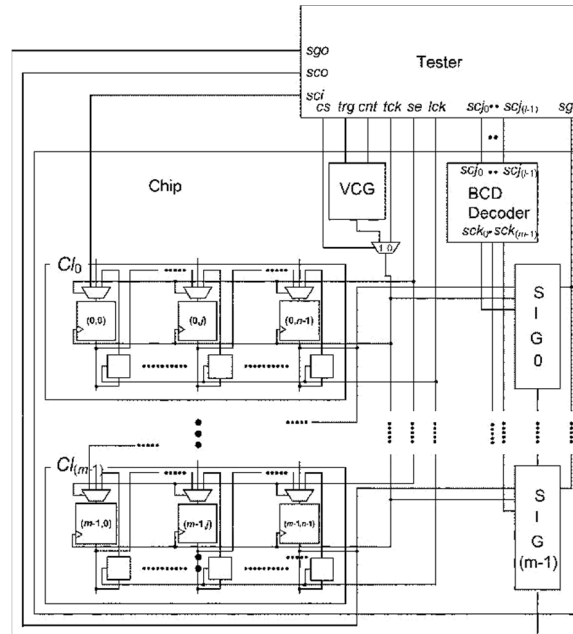 sgo
Tester
sco
sci
cs trg cnt tck se lck scj0 •• scj(l-1) sg
Chip
VCG
scj0 •• scj(l-1)
BCD
Decoder
sck0• sck(m-1)
1 0
Cl0
(0,0) (0,j) (0,n-1)
S
I
G
0
Cl(m-1)
(m-1,0) (m-1,j) (m-1,n-1)
S
I
G
(m-1)